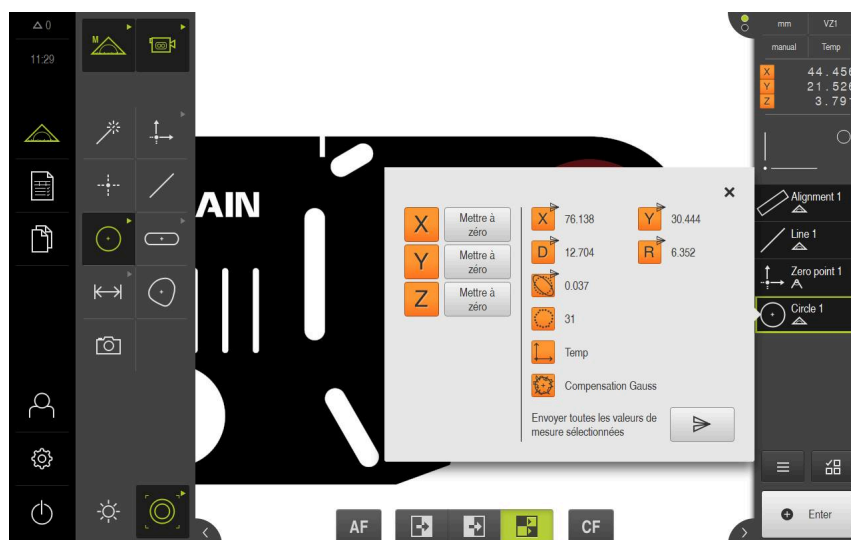 0
11:29
M
mm
VZ1
manual
Temp
X
44.456
Y
21.526
Z
3.791
AIN
X
Mettre à
zéro
Y
Mettre à
zéro
Z
Mettre à
zéro
X
76.138
Y
30.444
D
12.704
R
6.352
0.037
31
Temp
Compensation Gauss
Envoyer toutes les valeurs de
mesure sélectionnées
Alignment 1
Line 1
Zero point 1
Circle 1
Enter
AF
CF